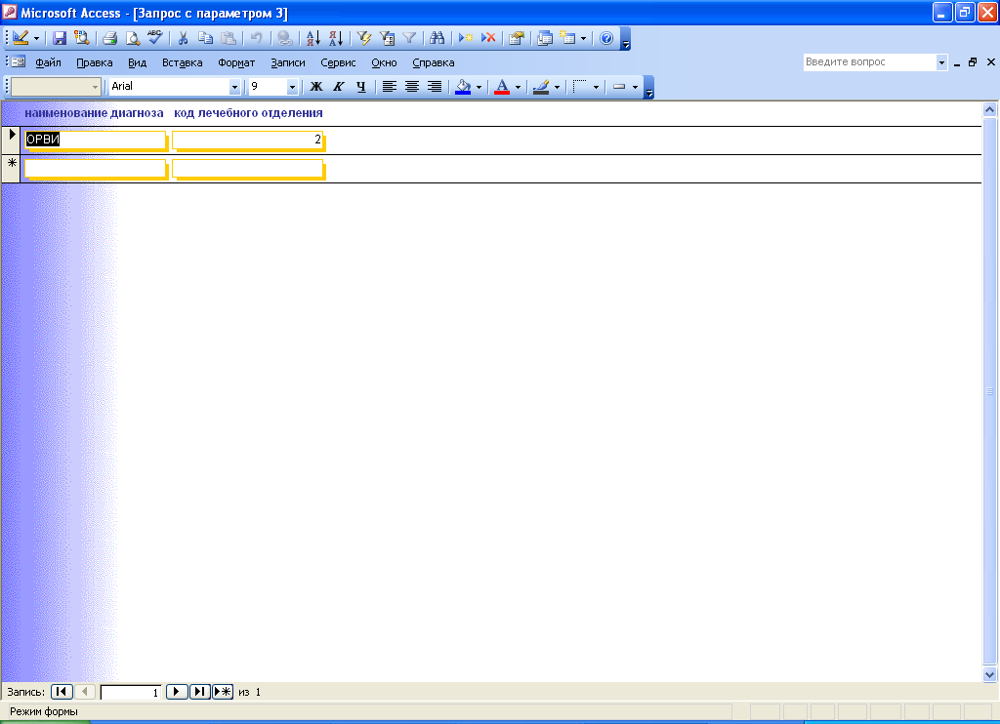 Microsoft Access - [Запрос с параметром 3]
Файл Правка Вид Вставка Формат Записи Сервис Окно Справка Введите вопрос
Arial 9 Ж К Ч
наименование диагноза код лечебного отделения
ОРВИ 2
Запись: 1 из 1
Режим формы